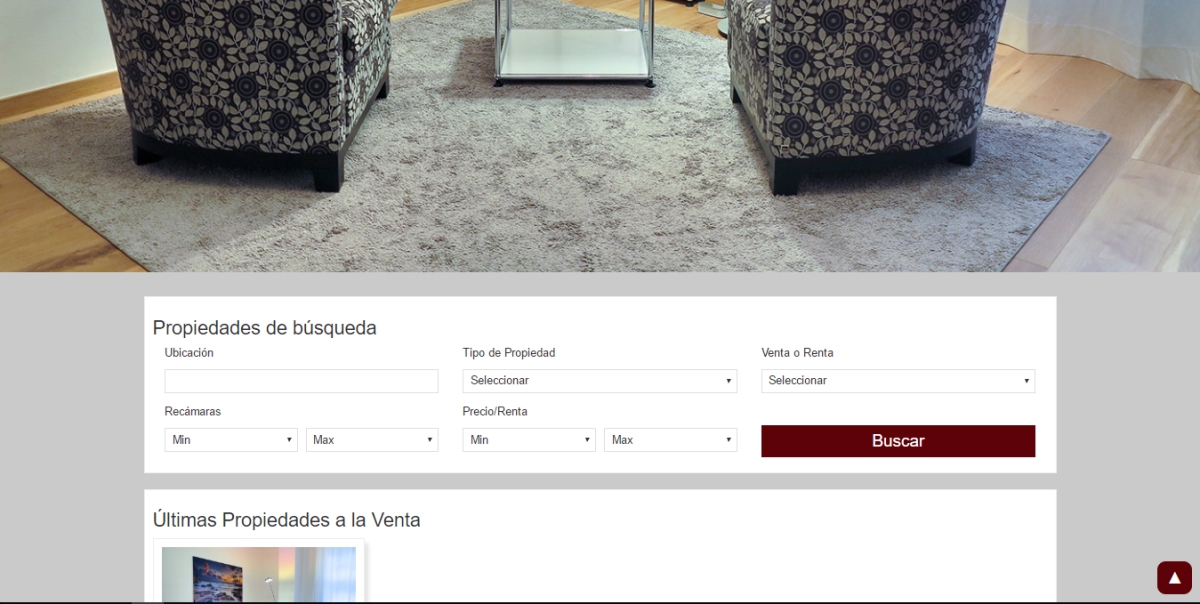 Propiedades de búsqueda
Ubicación
Tipo de Propiedad
Venta o Renta
Seleccionar
Seleccionar
Recámaras
Precio/Renta
Min
Max
Min
Max
Buscar
Últimas Propiedades a la Venta